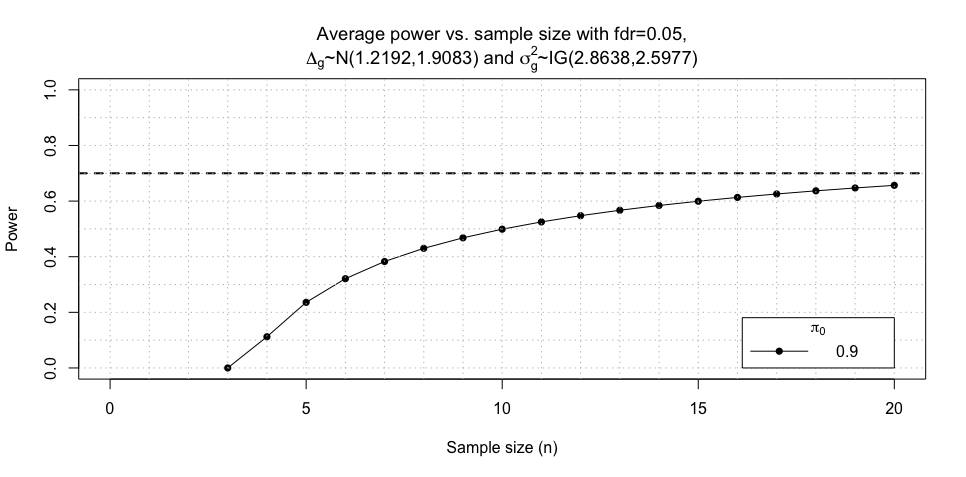 Average power vs. sample size with fdr=0.05,
Δg~N(1.2192,1.9083) and σ²g~IG(2.8638,2.5977)
1.0
0.8
0.6
0.4
0.2
0.0
Power
π₀
0.9
0 5 10 15 20
Sample size (n)